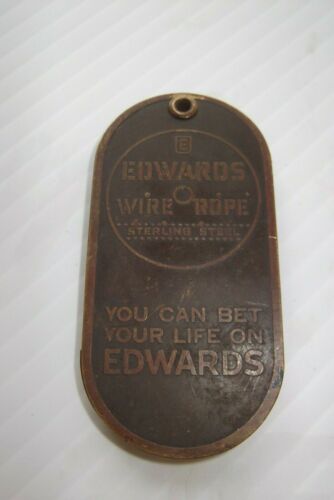 E
EDWARDS
WIRE ROPE
STERLING STEEL
YOU CAN BET
YOUR LIFE ON
EDWARDS